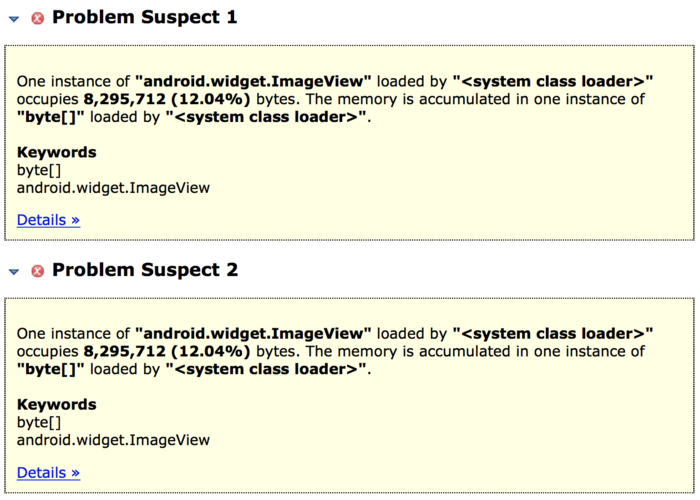 Problem Suspect 1
One instance of "android.widget.ImageView" loaded by "<system class loader>"
occupies 8,295,712 (12.04%) bytes. The memory is accumulated in one instance of
"byte[]" loaded by "<system class loader>".
Keywords
byte[]
android.widget.ImageView
Details »
Problem Suspect 2
One instance of "android.widget.ImageView" loaded by "<system class loader>"
occupies 8,295,712 (12.04%) bytes. The memory is accumulated in one instance of
"byte[]" loaded by "<system class loader>".
Keywords
byte[]
android.widget.ImageView
Details »